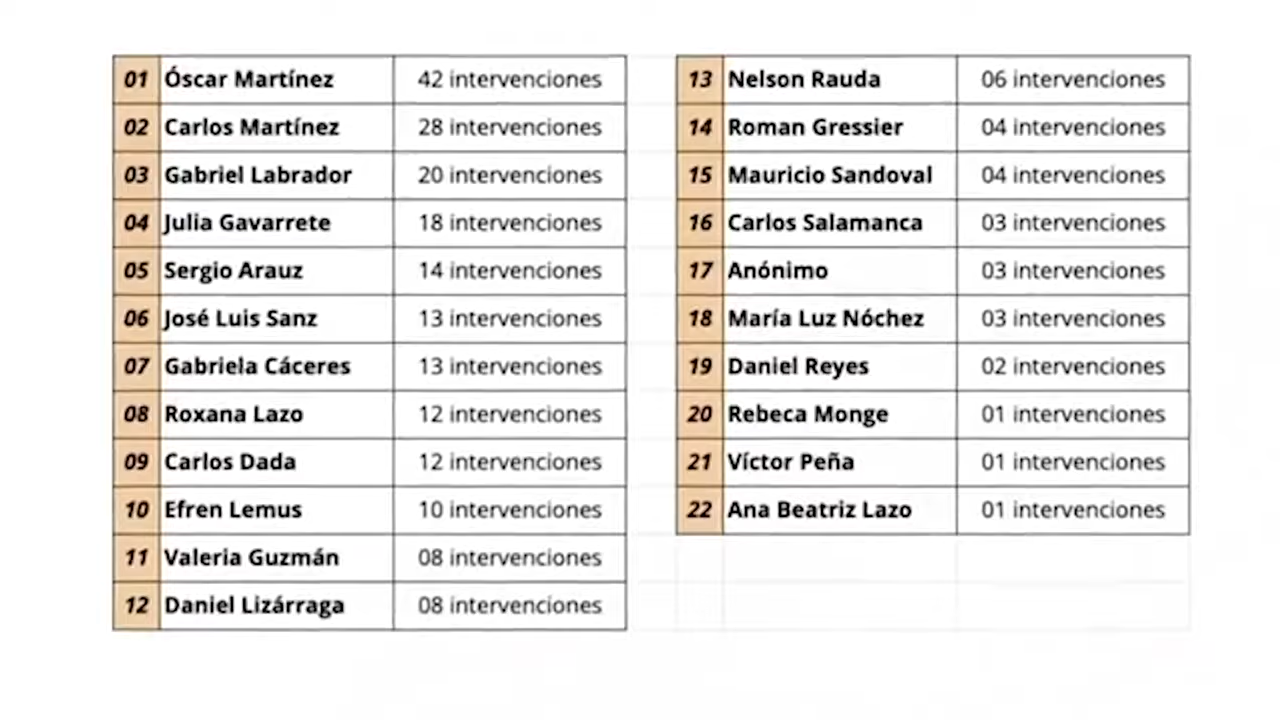 01 Óscar Martínez 42 intervenciones
02 Carlos Martínez 28 intervenciones
03 Gabriel Labrador 20 intervenciones
04 Julia Gavarrete 18 intervenciones
05 Sergio Arauz 14 intervenciones
06 José Luis Sanz 13 intervenciones
07 Gabriela Cáceres 13 intervenciones
08 Roxana Lazo 12 intervenciones
09 Carlos Dada 12 intervenciones
10 Efren Lemus 10 intervenciones
11 Valeria Guzmán 08 intervenciones
12 Daniel Lizárraga 08 intervenciones
13 Nelson Rauda 06 intervenciones
14 Roman Gressier 04 intervenciones
15 Mauricio Sandoval 04 intervenciones
16 Carlos Salamanca 03 intervenciones
17 Anónimo 03 intervenciones
18 María Luz Nóchez 03 intervenciones
19 Daniel Reyes 02 intervenciones
20 Rebeca Monge 01 intervenciones
21 Víctor Peña 01 intervenciones
22 Ana Beatriz Lazo 01 intervenciones